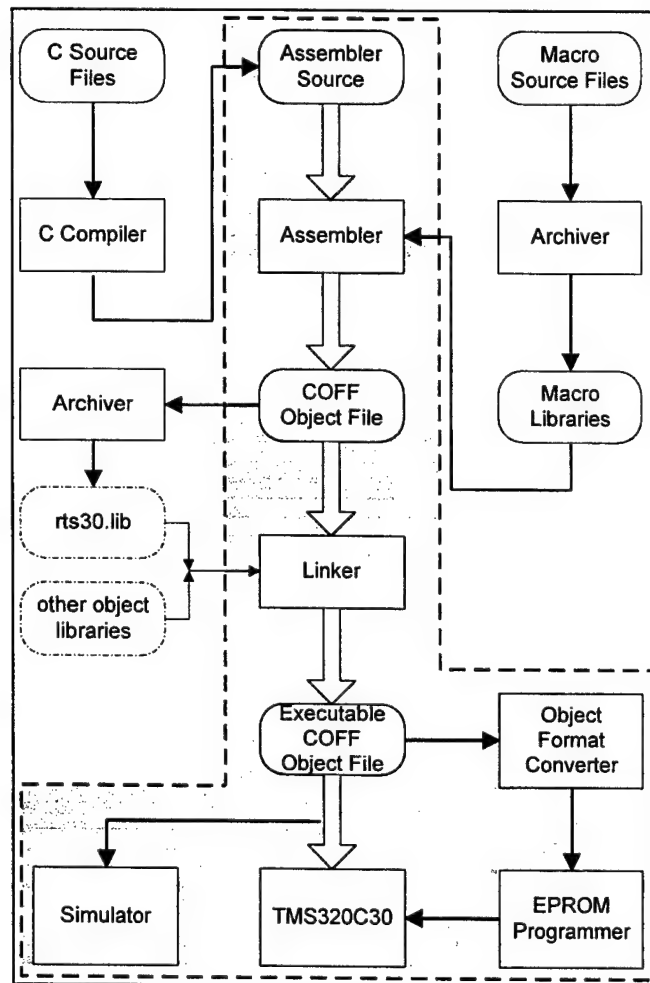 C Source
Files
Assembler
Source
Macro
Source Files
C Compiler
Assembler
Archiver
Archiver
COFF
Object File
Macro
Libraries
rts30.lib
other object
libraries
Linker
Executable
COFF
Object File
Object
Format
Converter
Simulator
TMS320C30
EPROM
Programmer